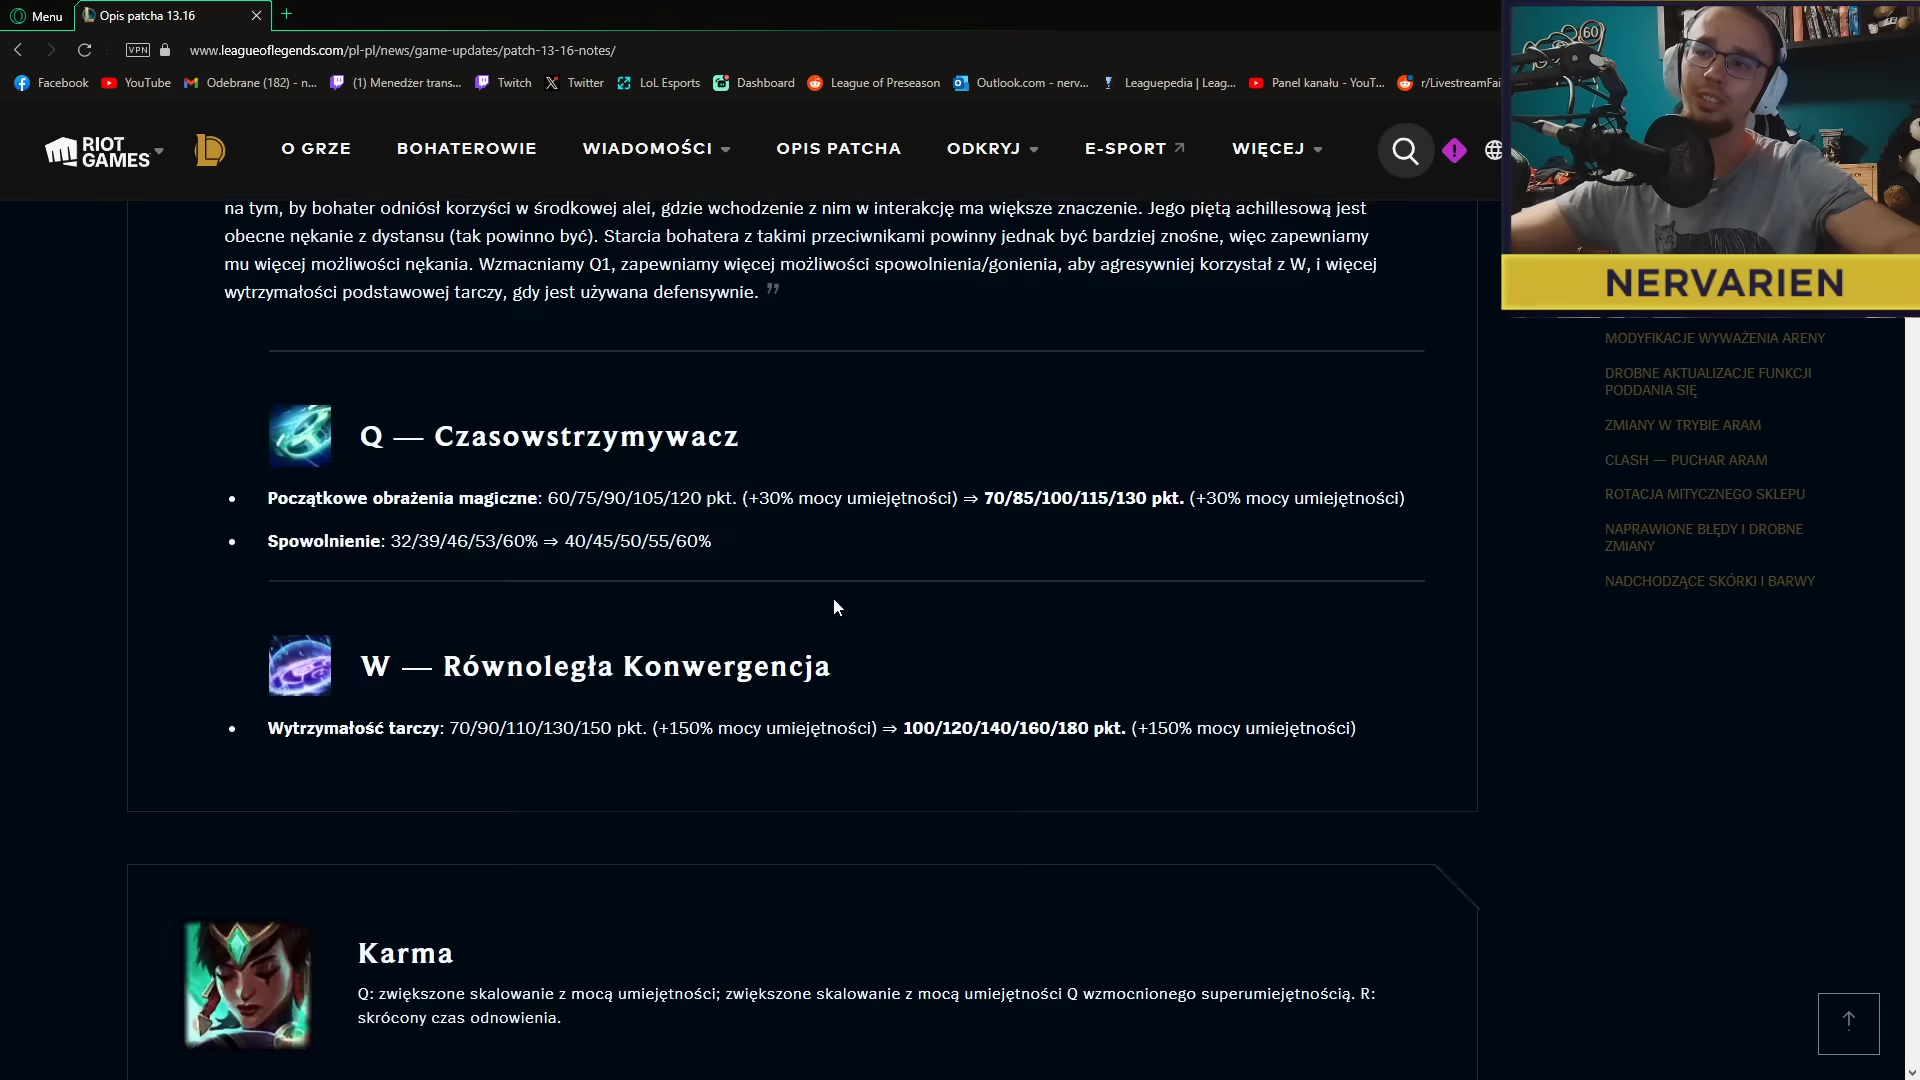 Menu
Opis patcha 13.16
VPN
www.leagueoflegends.com/pl-pl/news/game-updates/patch-13-16-notes/
Facebook YouTube Odebrane (182) - n... (1) Menedżer trans... Twitch Twitter LoL Esports Dashboard League of Preseason Outlook.com - nerv... Leaguepedia | Leag... Panel kanału - YouT... r/LivestreamFai
RIOT GAMES
O GRZE BOHATEROWIE WIADOMOŚCI OPIS PATCHA ODKRYJ E-SPORT WIĘCEJ
NERVARIEN
na tym, by bohater odniósł korzyści w środkowej alei, gdzie wchodzenie z nim w interakcję ma większe znaczenie. Jego piętą achillesową jest
obecne nękanie z dystansu (tak powinno być). Starcia bohatera z takimi przeciwnikami powinny jednak być bardziej znośne, więc zapewniamy
mu więcej możliwości nękania. Wzmacniamy Q1, zapewniamy więcej możliwości spowolnienia/gonienia, aby agresywniej korzystał z W, i więcej
wytrzymałości podstawowej tarczy, gdy jest używana defensywnie. ”
Q — Czasowstrzymywacz
• Początkowe obrażenia magiczne: 60/75/90/105/120 pkt. (+30% mocy umiejętności) ⇒ 70/85/100/115/130 pkt. (+30% mocy umiejętności)
• Spowolnienie: 32/39/46/53/60% ⇒ 40/45/50/55/60%
W — Równoległa Konwergencja
• Wytrzymałość tarczy: 70/90/110/130/150 pkt. (+150% mocy umiejętności) ⇒ 100/120/140/160/180 pkt. (+150% mocy umiejętności)
Karma
Q: zwiększone skalowanie z mocą umiejętności; zwiększone skalowanie z mocą umiejętności Q wzmocnionego superumiejętnością. R:
skrócony czas odnowienia.
MODYFIKACJE WYWAŻENIA ARENY
DROBNE AKTUALIZACJE FUNKCJI
PODDANIA SIĘ
ZMIANY W TRYBIE ARAM
CLASH — PUCHAR ARAM
ROTACJA MITYCZNEGO SKLEPU
NAPRAWIONE BŁĘDY I DROBNE
ZMIANY
NADCHODZĄCE SKÓRKI I BARWY